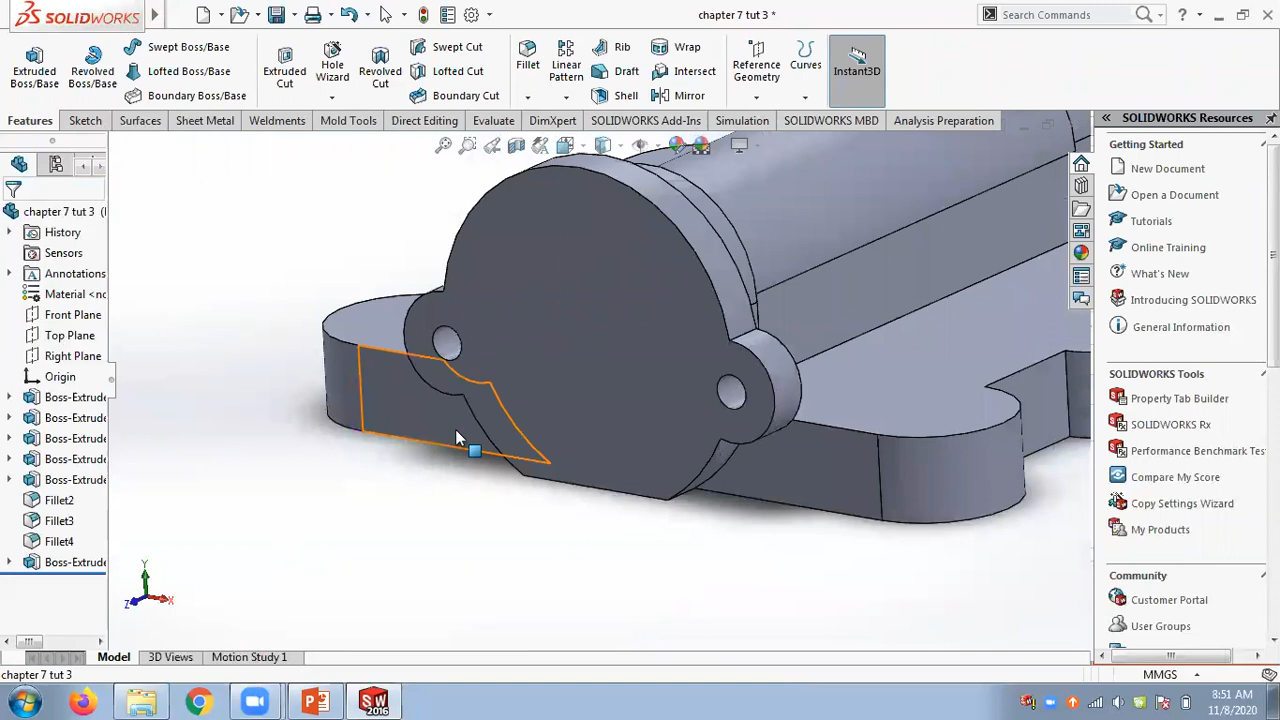 SOLIDWORKS
chapter 7 tut 3 *
Search Commands
?
Extruded Boss/Base
Revolved Boss/Base
Swept Boss/Base
Lofted Boss/Base
Boundary Boss/Base
Extruded Cut
Hole Wizard
Revolved Cut
Swept Cut
Lofted Cut
Boundary Cut
Fillet
Linear Pattern
Rib
Draft
Shell
Wrap
Intersect
Mirror
Reference Geometry
Curves
Instant3D
Features
Sketch
Surfaces
Sheet Metal
Weldments
Mold Tools
Direct Editing
Evaluate
DimXpert
SOLIDWORKS Add-Ins
Simulation
SOLIDWORKS MBD
Analysis Preparation
chapter 7 tut 3 (
History
Sensors
Annotations
Material <no
Front Plane
Top Plane
Right Plane
Origin
Boss-Extrude
Boss-Extrude
Boss-Extrude
Boss-Extrude
Boss-Extrude
Fillet2
Fillet3
Fillet4
Boss-Extrude
Y
Z
X
SOLIDWORKS Resources
Getting Started
New Document
Open a Document
Tutorials
Online Training
What's New
Introducing SOLIDWORKS
General Information
SOLIDWORKS Tools
Property Tab Builder
SOLIDWORKS Rx
Performance Benchmark Tes
Compare My Score
Copy Settings Wizard
My Products
Community
Customer Portal
User Groups
Model
3D Views
Motion Study 1
chapter 7 tut 3
MMGS
SW
2016
8:51 AM
11/8/2020